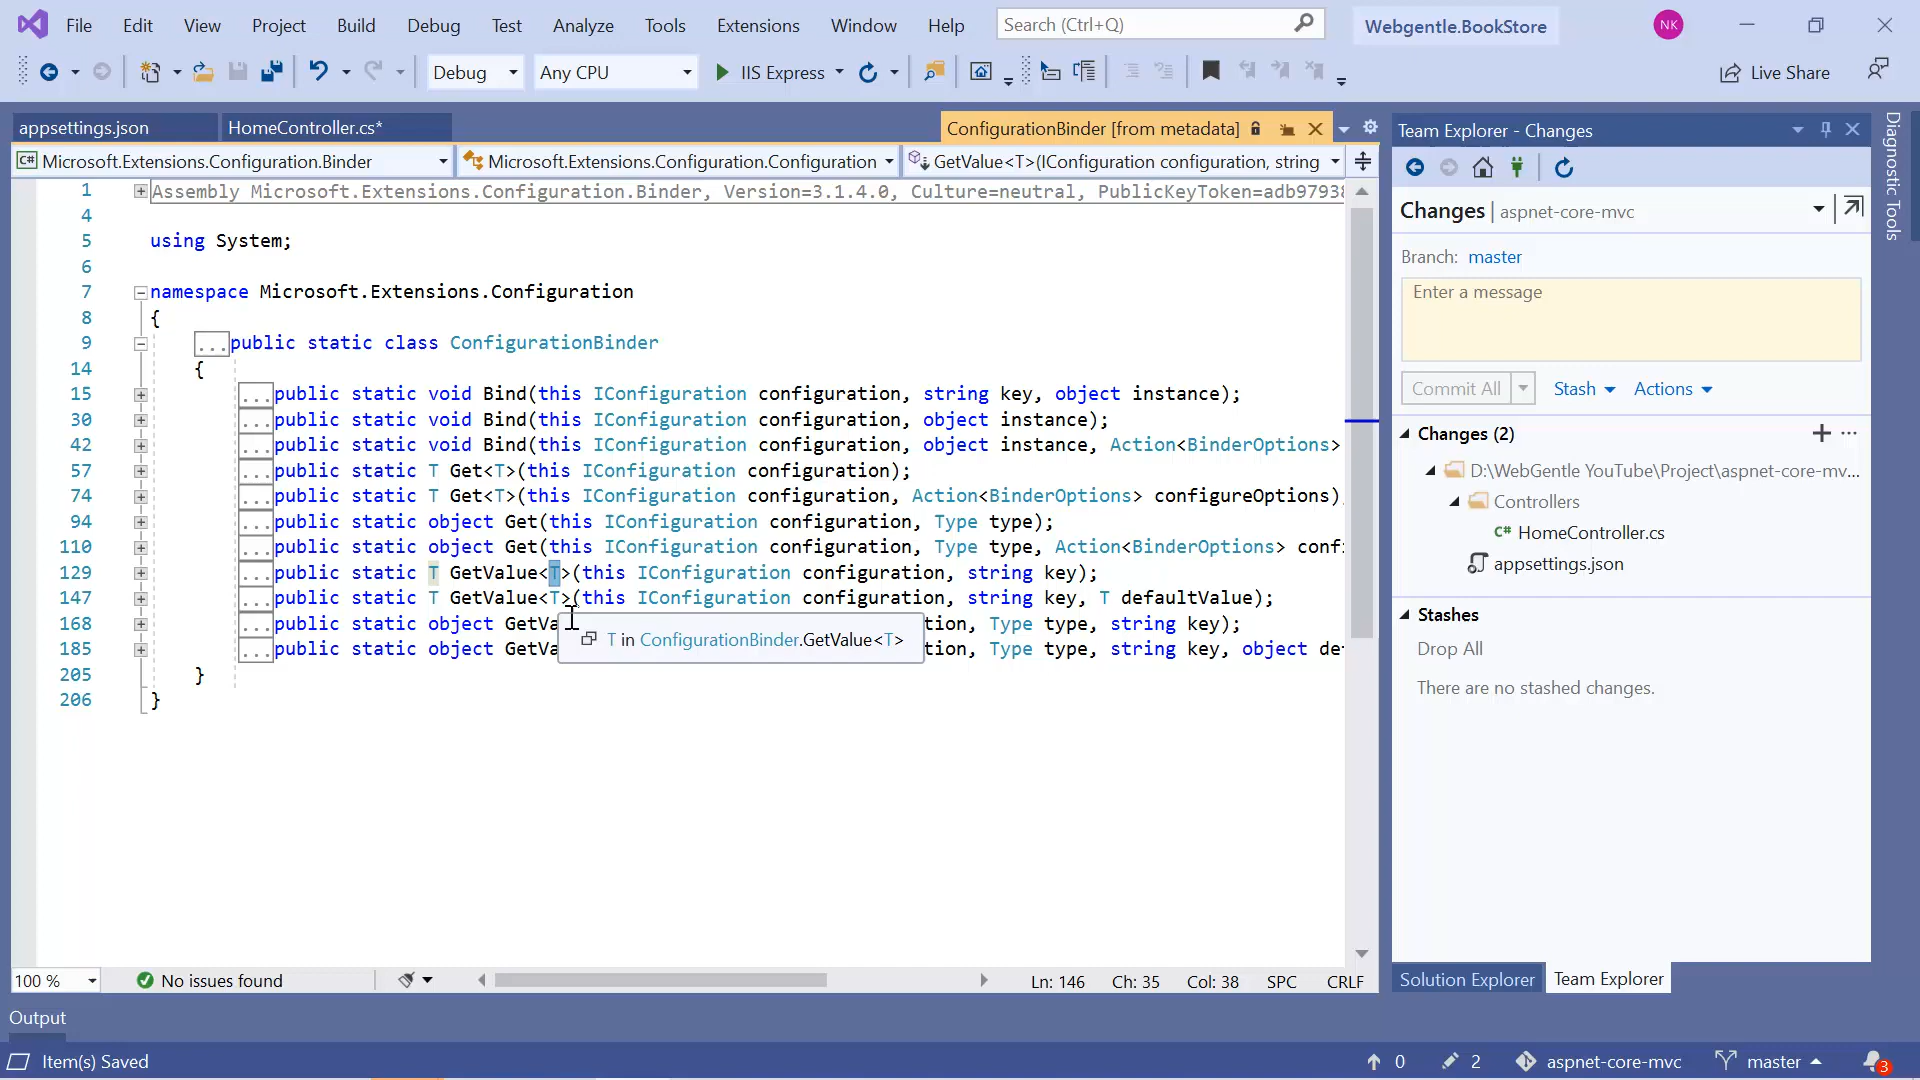 File Edit View Project Build Debug Test Analyze Tools Extensions Window Help Search (Ctrl+Q) Webgentle.BookStore NK
Debug Any CPU IIS Express Live Share
appsettings.json HomeController.cs* ConfigurationBinder [from metadata]
C# Microsoft.Extensions.Configuration.Binder Microsoft.Extensions.Configuration.Configuration GetValue<T>(IConfiguration configuration, string
1 Assembly Microsoft.Extensions.Configuration.Binder, Version=3.1.4.0, Culture=neutral, PublicKeyToken=adb97938
4
5 using System;
6
7 namespace Microsoft.Extensions.Configuration
8 {
9 ...public static class ConfigurationBinder
14 {
15 ...public static void Bind(this IConfiguration configuration, string key, object instance);
30 ...public static void Bind(this IConfiguration configuration, object instance);
42 ...public static void Bind(this IConfiguration configuration, object instance, Action<BinderOptions>
57 ...public static T Get<T>(this IConfiguration configuration);
74 ...public static T Get<T>(this IConfiguration configuration, Action<BinderOptions> configureOptions)
94 ...public static object Get(this IConfiguration configuration, Type type);
110 ...public static object Get(this IConfiguration configuration, Type type, Action<BinderOptions> conf
129 ...public static T GetValue<T>(this IConfiguration configuration, string key);
147 ...public static T GetValue<T>(this IConfiguration configuration, string key, T defaultValue);
168 ...public static object GetVa tion, Type type, string key);
185 ...public static object GetVa tion, Type type, string key, object de
T in ConfigurationBinder.GetValue<T>
205 }
206 }
100 % No issues found Ln: 146 Ch: 35 Col: 38 SPC CRLF
Team Explorer - Changes
Changes | aspnet-core-mvc
Branch: master
Enter a message
Commit All Stash Actions
Changes (2)
D:\WebGentle YouTube\Project\aspnet-core-mv...
Controllers
C# HomeController.cs
appsettings.json
Stashes
Drop All
There are no stashed changes.
Solution Explorer Team Explorer
Diagnostic Tools
Output
Item(s) Saved 0 2 aspnet-core-mvc master 3